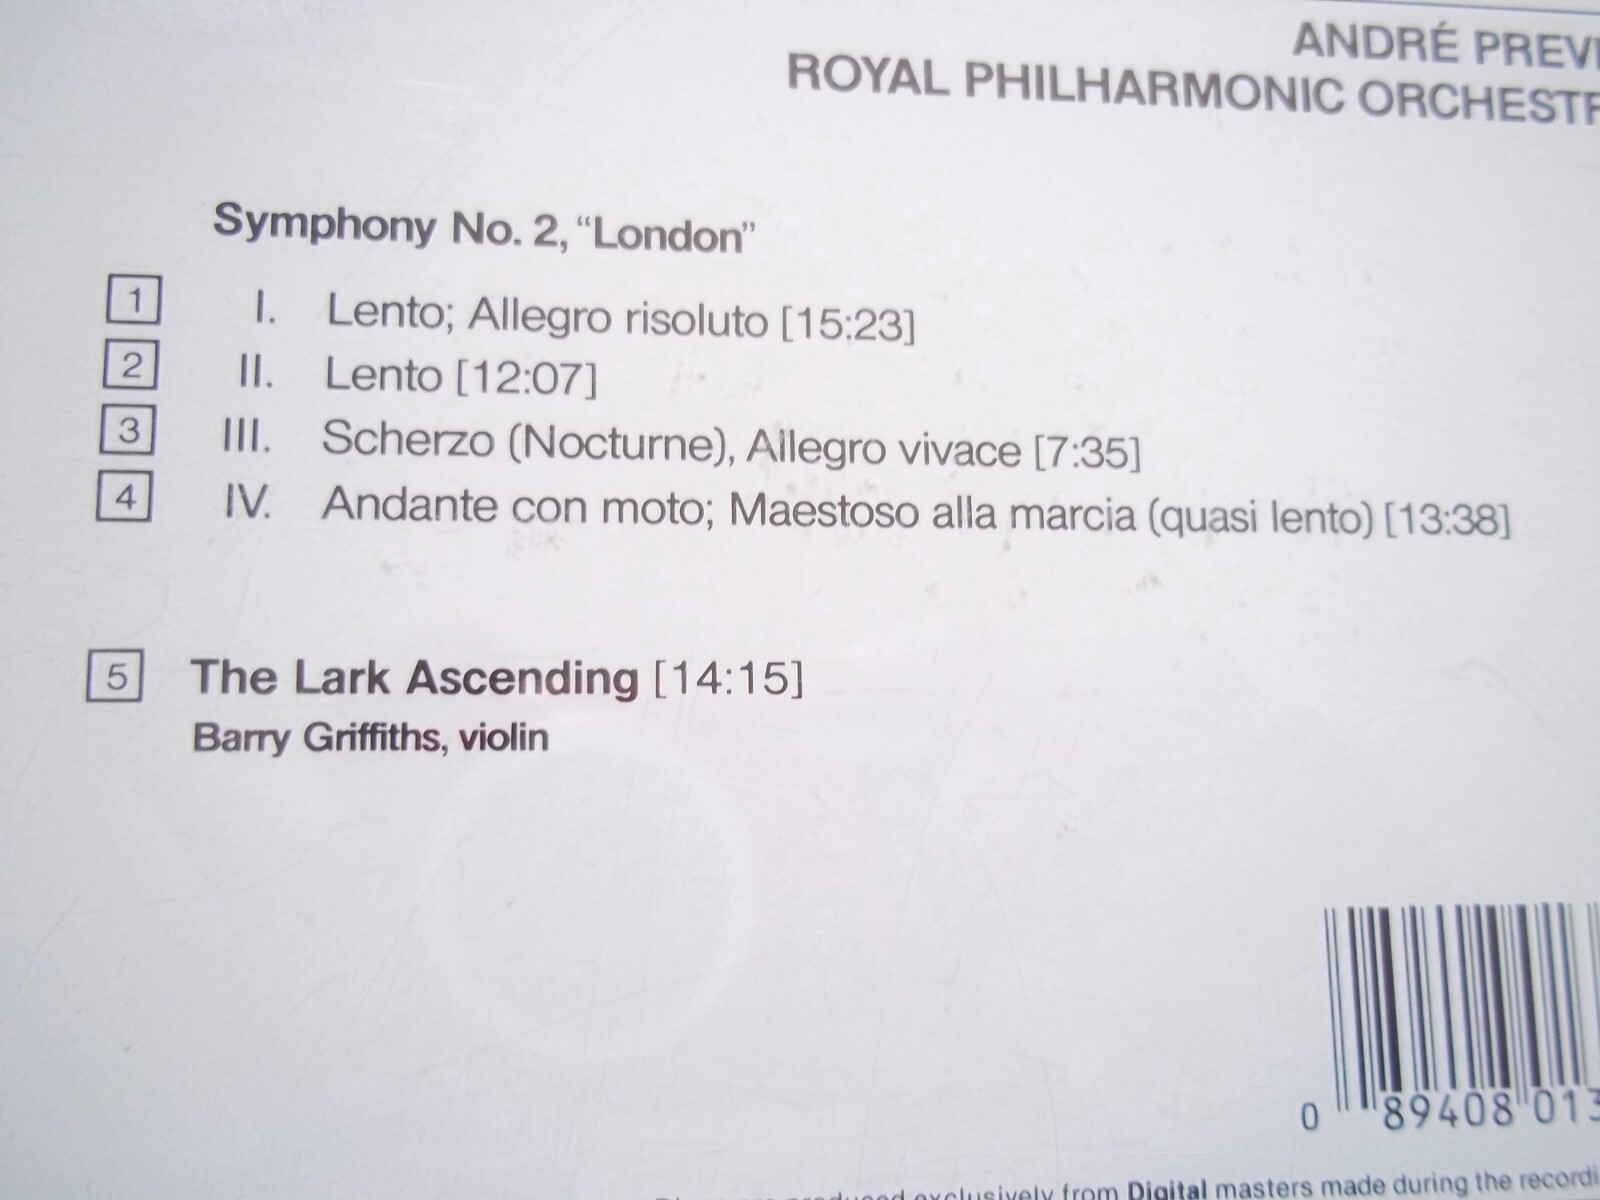 ANDRÉ PREVI
ROYAL PHILHARMONIC ORCHESTR
Symphony No. 2, “London”
1 I. Lento; Allegro risoluto [15:23]
2 II. Lento [12:07]
3 III. Scherzo (Nocturne), Allegro vivace [7:35]
4 IV. Andante con moto; Maestoso alla marcia (quasi lento) [13:38]
5 The Lark Ascending [14:15]
Barry Griffiths, violin
0 89408 013
exclusively from Digital masters made during the recordi